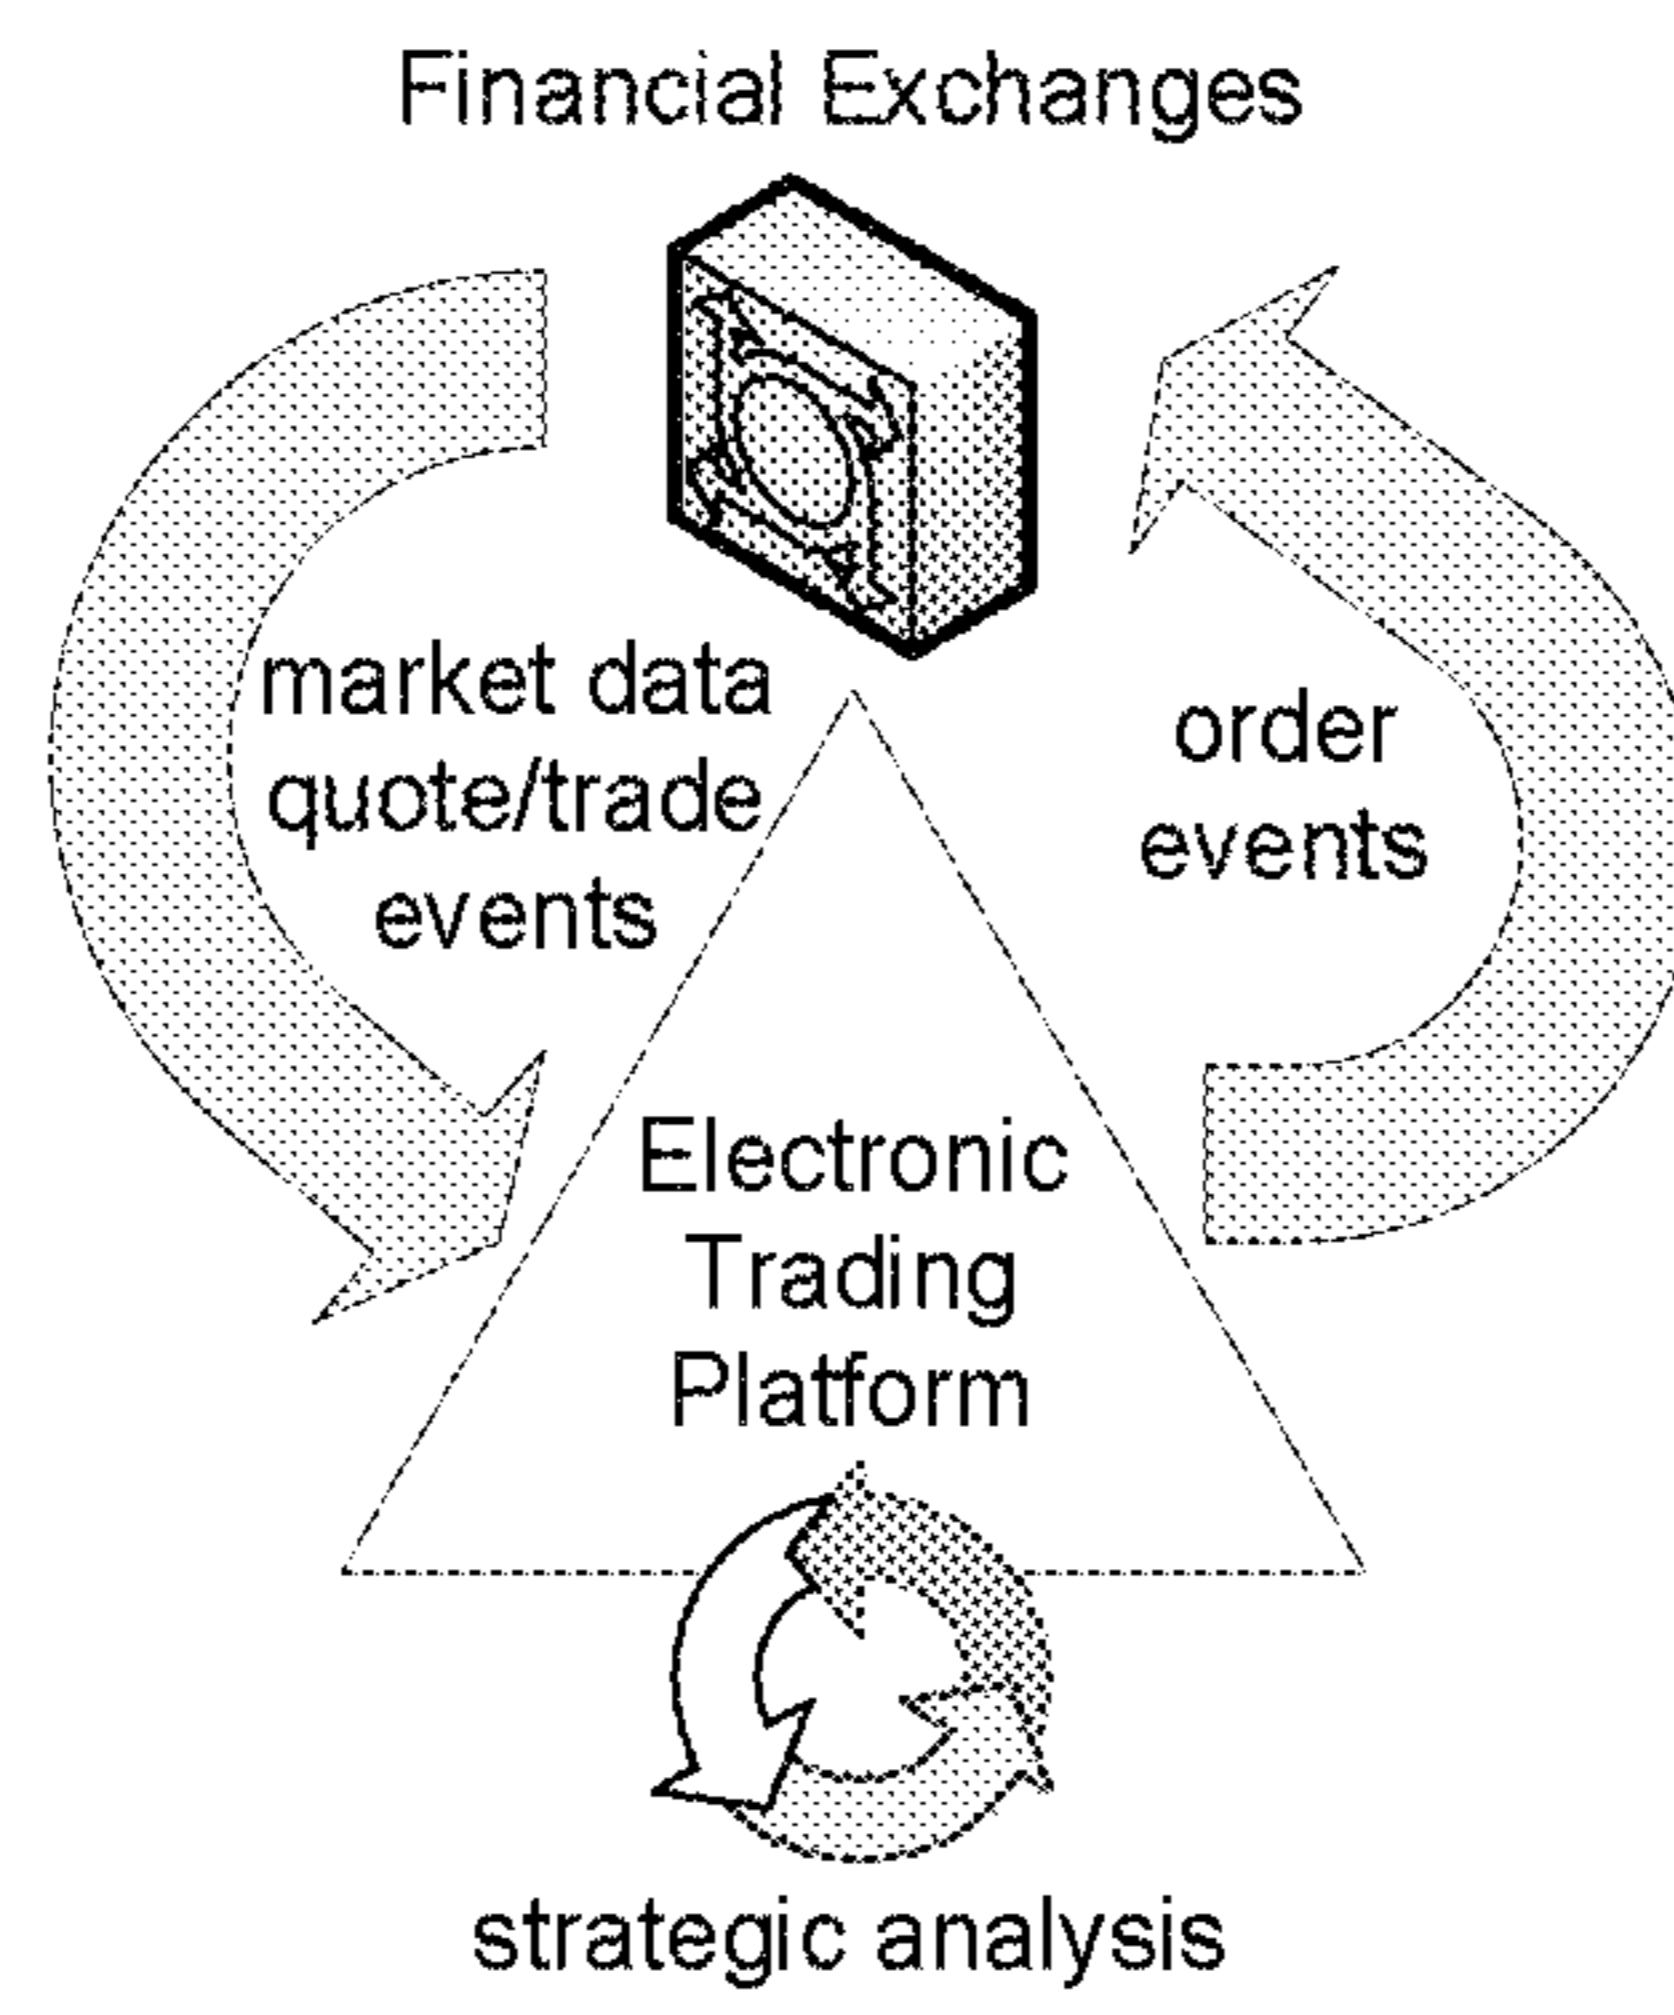 Financial Exchanges
market data
quote/trade
events
order
events
Electronic
Trading
Platform
strategic analysis